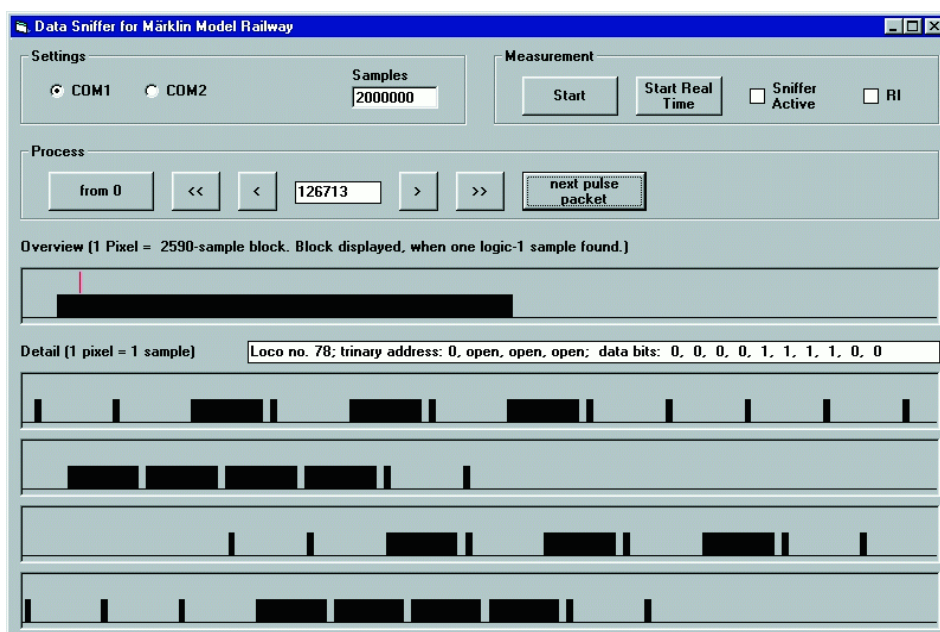 Data Sniffer for Märklin Model Railway
Settings
COM1
COM2
Samples
2000000
Measurement
Start
Start Real
Time
Sniffer
Active
RI
Process
from 0
<<
<
126713
>
>>
next pulse
packet
Overview (1 Pixel = 2590-sample block. Block displayed, when one logic-1 sample found.)
Detail (1 pixel = 1 sample)
Loco no. 78; trinary address: 0, open, open, open; data bits: 0, 0, 0, 0, 1, 1, 1, 1, 0, 0